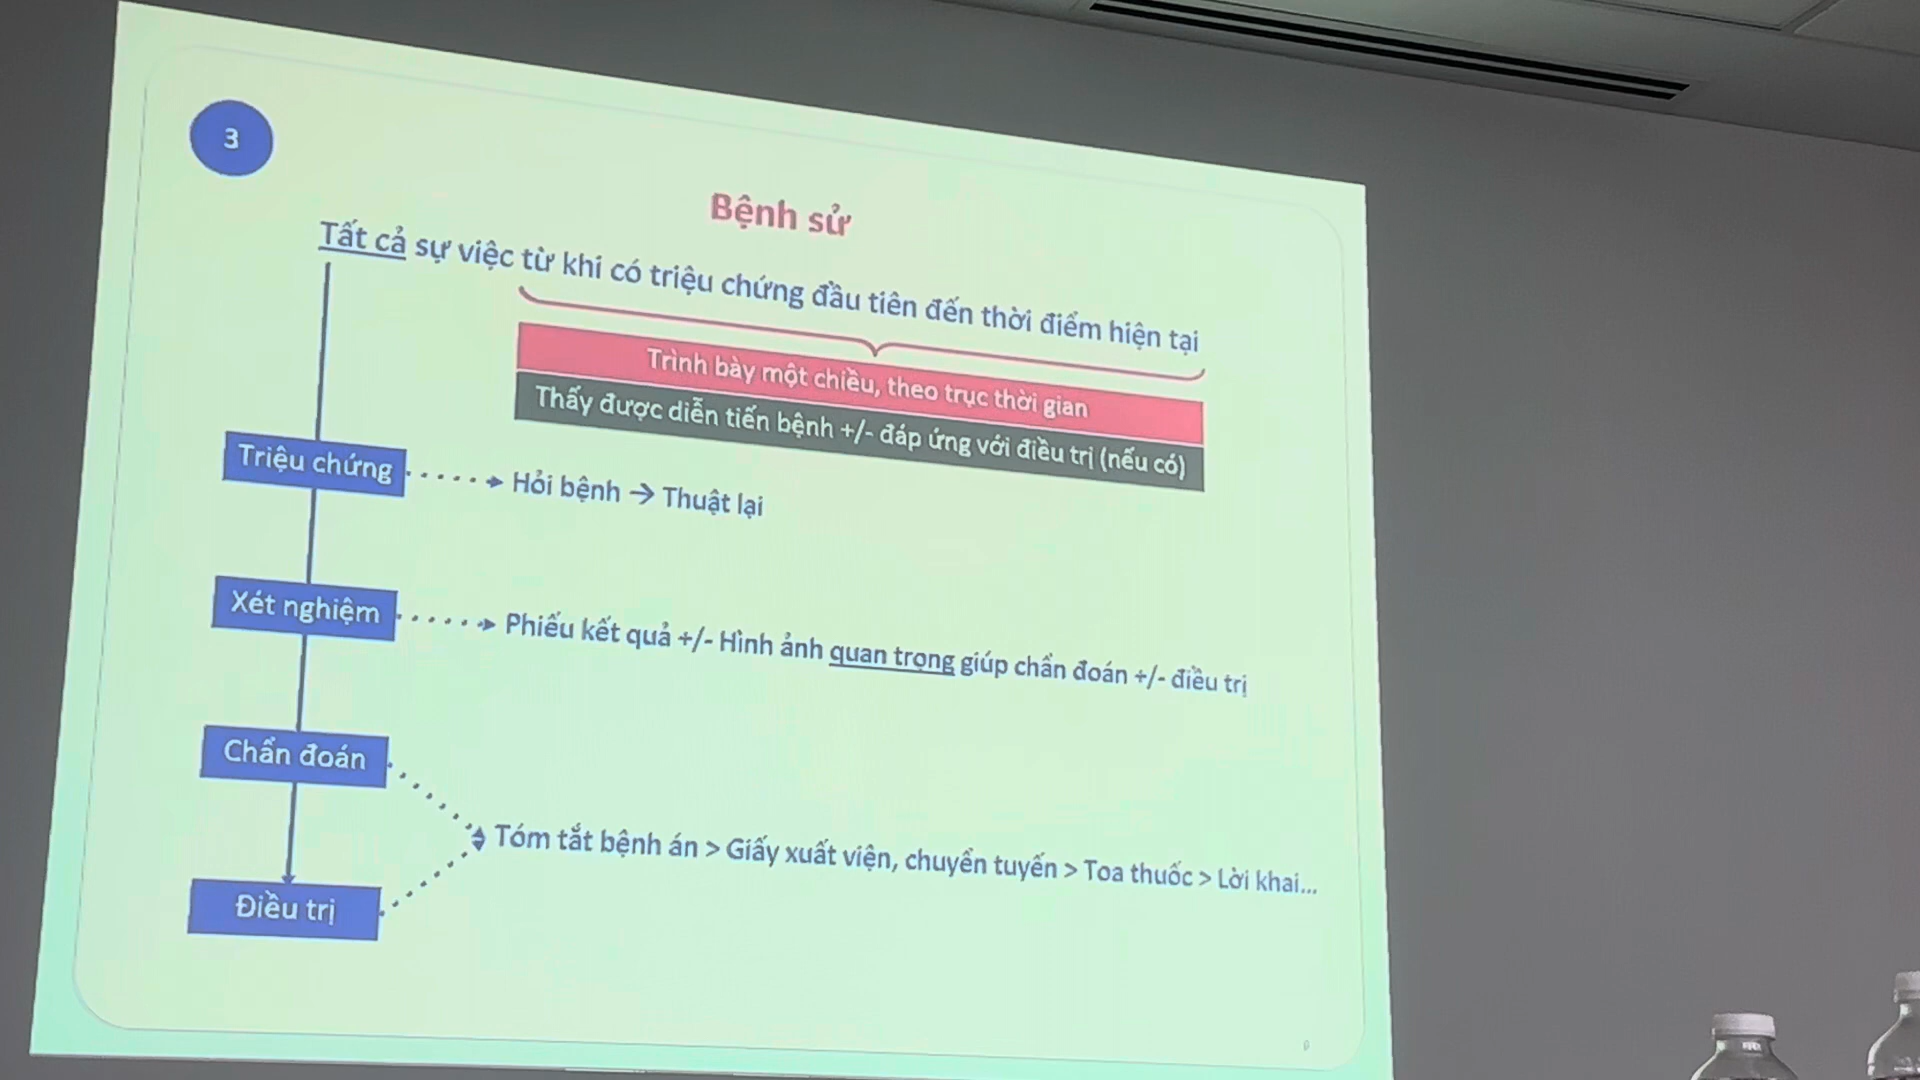 3
Bệnh sử
Tất cả sự việc từ khi có triệu chứng đầu tiên đến thời điểm hiện tại
Trình bày một chiều, theo trục thời gian
Thấy được diễn tiến bệnh +/- đáp ứng với điều trị (nếu có)
Triệu chứng
Hỏi bệnh → Thuật lại
Xét nghiệm
Phiếu kết quả +/- Hình ảnh quan trọng giúp chẩn đoán +/- điều trị
Chẩn đoán
Tóm tắt bệnh án > Giấy xuất viện, chuyển tuyến > Toa thuốc > Lời khai...
Điều trị